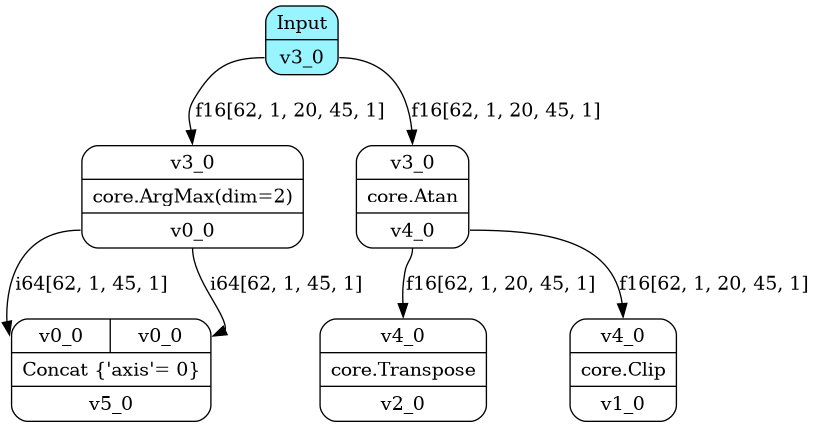 Input
v3_0
f16[62, 1, 20, 45, 1]
f16[62, 1, 20, 45, 1]
v3_0
core.ArgMax(dim=2)
v0_0
v3_0
core.Atan
v4_0
i64[62, 1, 45, 1]
i64[62, 1, 45, 1]
f16[62, 1, 20, 45, 1]
f16[62, 1, 20, 45, 1]
v0_0
v0_0
Concat {'axis'= 0}
v5_0
v4_0
core.Transpose
v2_0
v4_0
core.Clip
v1_0